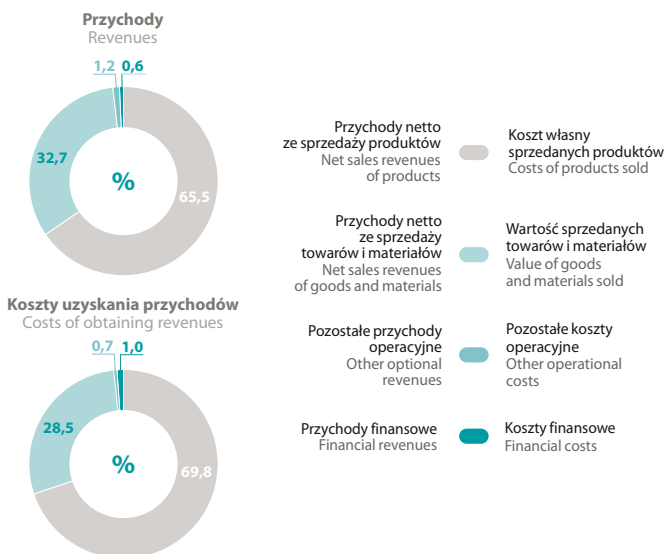 Przychody
Revenues
1,2 0,6
32,7
%
65,5
Koszty uzyskania przychodów
Costs of obtaining revenues
0,7 1,0
28,5
%
69,8
Przychody netto
ze sprzedaży produktów
Net sales revenues
of products
Koszt własny
sprzedanych produktów
Costs of products sold
Przychody netto
ze sprzedaży
towarów i materiałów
Net sales revenues
of goods and materials
Wartość sprzedanych
towarów i materiałów
Value of goods
and materials sold
Pozostałe przychody
operacyjne
Other optional
revenues
Pozostałe koszty
operacyjne
Other operational
costs
Przychody finansowe
Financial revenues
Koszty finansowe
Financial costs